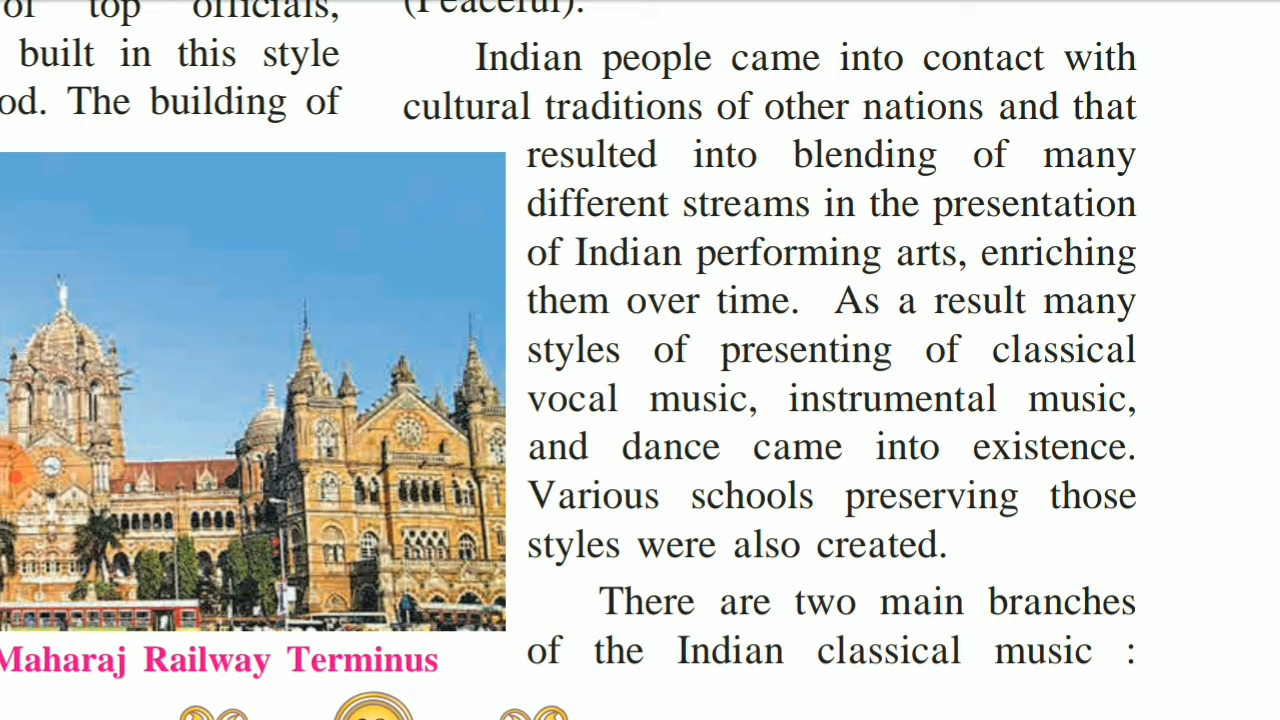 of top officials,
built in this style
od. The building of
Maharaj Railway Terminus
(Peaceful).
Indian people came into contact with
cultural traditions of other nations and that
resulted into blending of many
different streams in the presentation
of Indian performing arts, enriching
them over time. As a result many
styles of presenting of classical
vocal music, instrumental music,
and dance came into existence.
Various schools preserving those
styles were also created.
There are two main branches
of the Indian classical music :